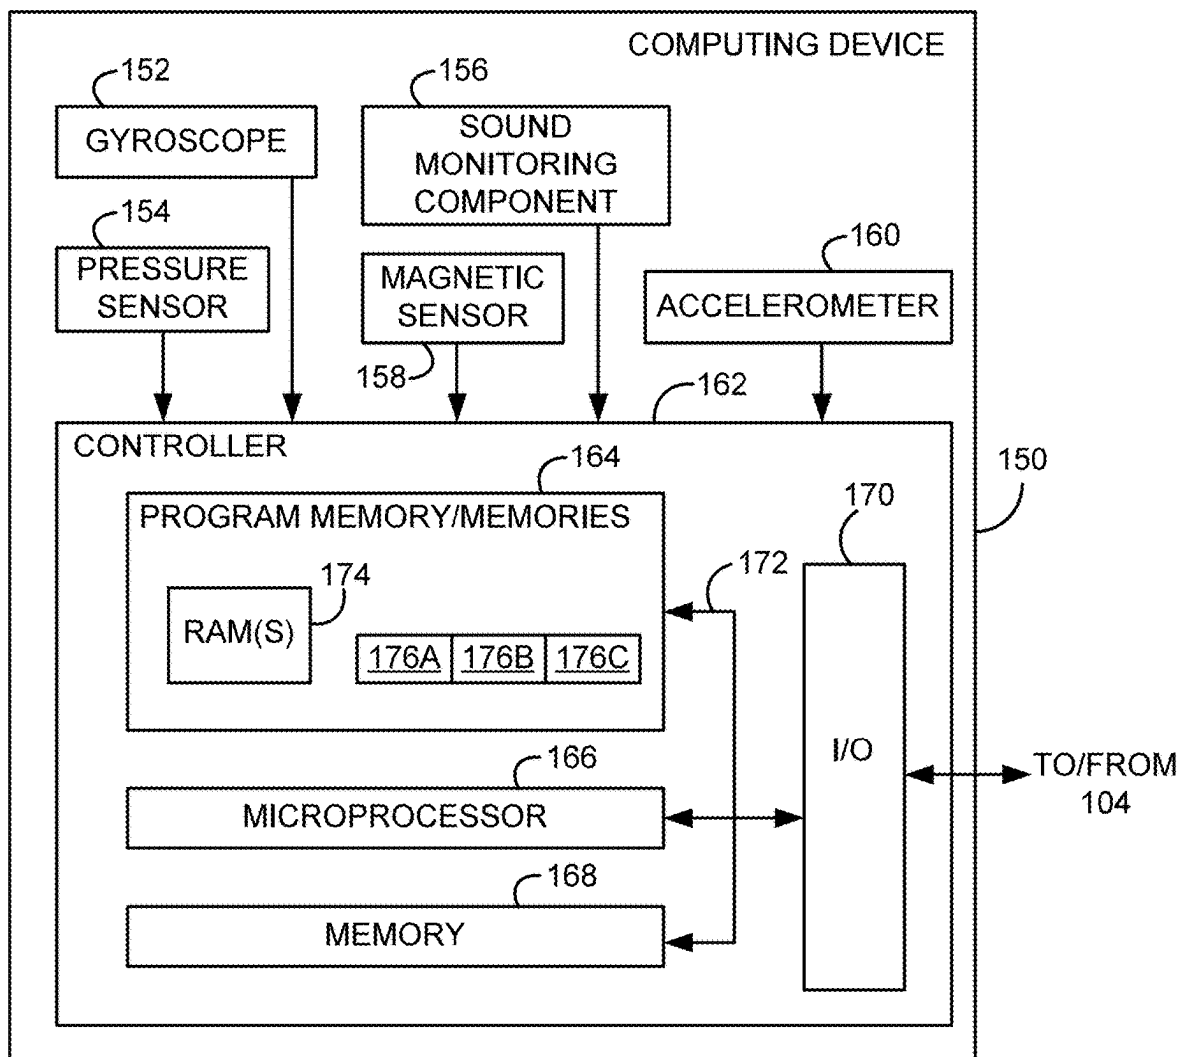 COMPUTING DEVICE
152
GYROSCOPE
156
SOUND
MONITORING
COMPONENT
154
PRESSURE
SENSOR
MAGNETIC
SENSOR
158
160
ACCELEROMETER
162
CONTROLLER
164
PROGRAM MEMORY/MEMORIES
174
RAM(S)
176A 176B 176C
172
170
150
I/O
TO/FROM
104
166
MICROPROCESSOR
168
MEMORY